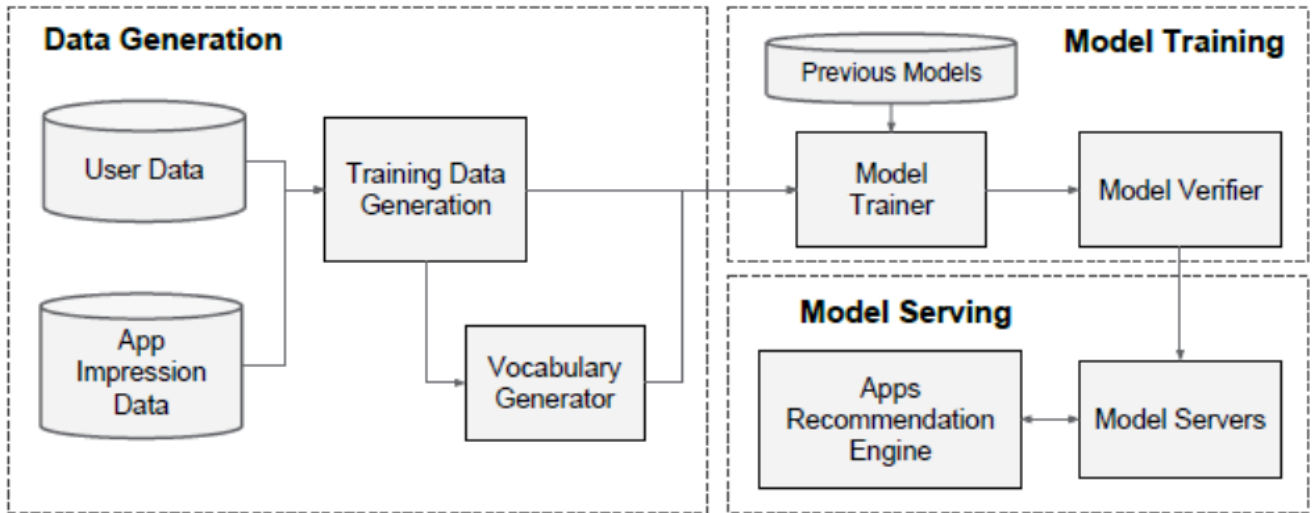 Data Generation
User Data
App
Impression
Data
Training Data
Generation
Vocabulary
Generator
Model Training
Previous Models
Model
Trainer
Model Verifier
Model Serving
Apps
Recommendation
Engine
Model Servers